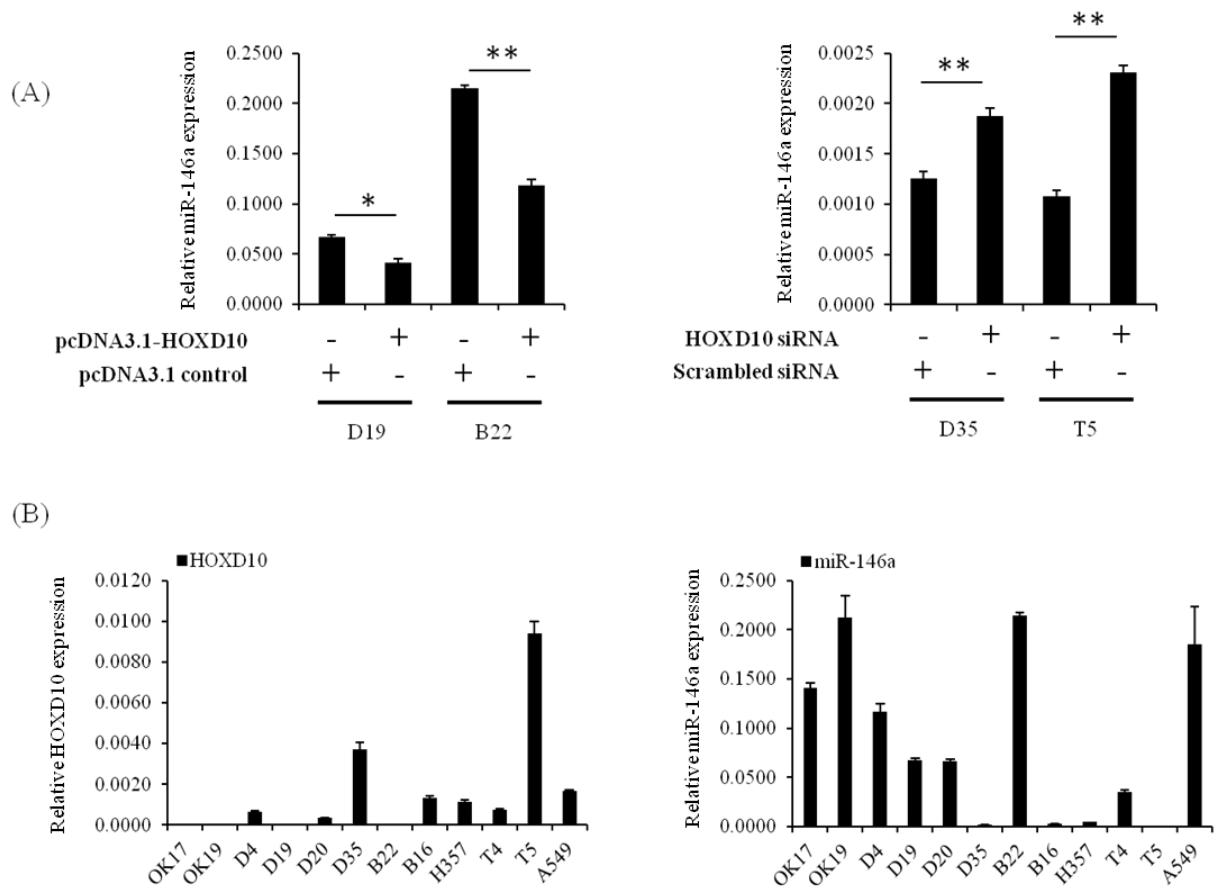 (A)
Relative miR-146a expression
0.2500
0.2000
0.1500
0.1000
0.0500
0.0000
*
**
pcDNA3.1-HOXD10 - + - +
pcDNA3.1 control + - + -
D19 B22
Relative miR-146a expression
0.0025
0.0020
0.0015
0.0010
0.0005
0.0000
**
**
HOXD10 siRNA - + - +
Scrambled siRNA + - + -
D35 T5
(B)
Relative HOXD10 expression
HOXD10
0.0120
0.0100
0.0080
0.0060
0.0040
0.0020
0.0000
OK17 OK19 D4 D19 D20 D35 B22 B16 H357 T4 T5 A549
Relative miR-146a expression
miR-146a
0.2500
0.2000
0.1500
0.1000
0.0500
0.0000
OK17 OK19 D4 D19 D20 D35 B22 B16 H357 T4 T5 A549